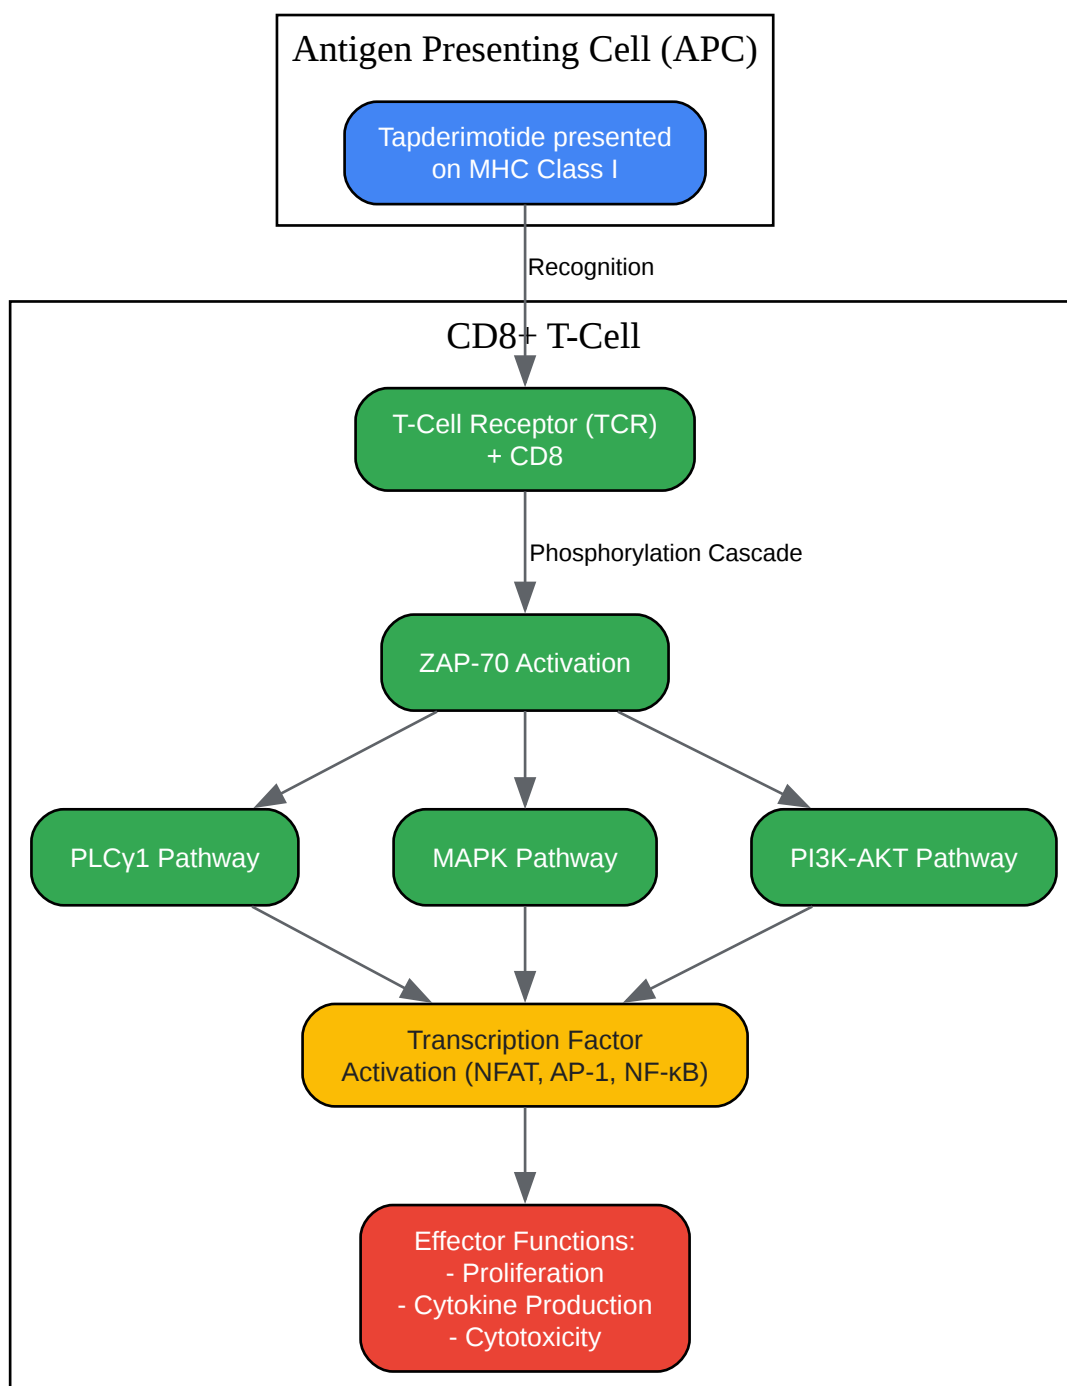 Antigen Presenting Cell (APC)
Tapderimotide presented
on MHC Class I
Recognition
CD8+ T-Cell
T-Cell Receptor (TCR)
+ CD8
Phosphorylation Cascade
ZAP-70 Activation
PLCγ1 Pathway
MAPK Pathway
PI3K-AKT Pathway
Transcription Factor
Activation (NFAT, AP-1, NF-κB)
Effector Functions:
- Proliferation
- Cytokine Production
- Cytotoxicity